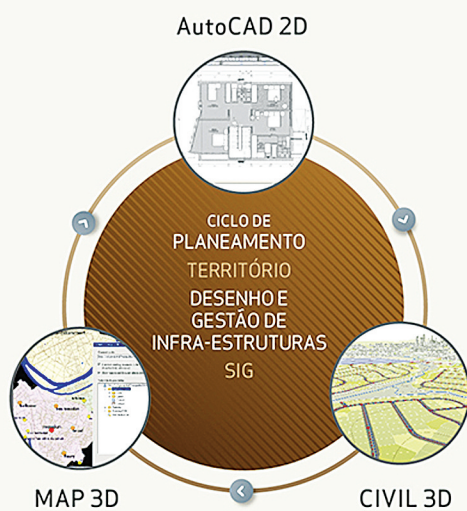 AutoCAD 2D
CICLO DE
PLANEAMENTO
TERRITÓRIO
DESENHO E
GESTÃO DE
INFRA-ESTRUTURAS
SIG
MAP 3D
CIVIL 3D